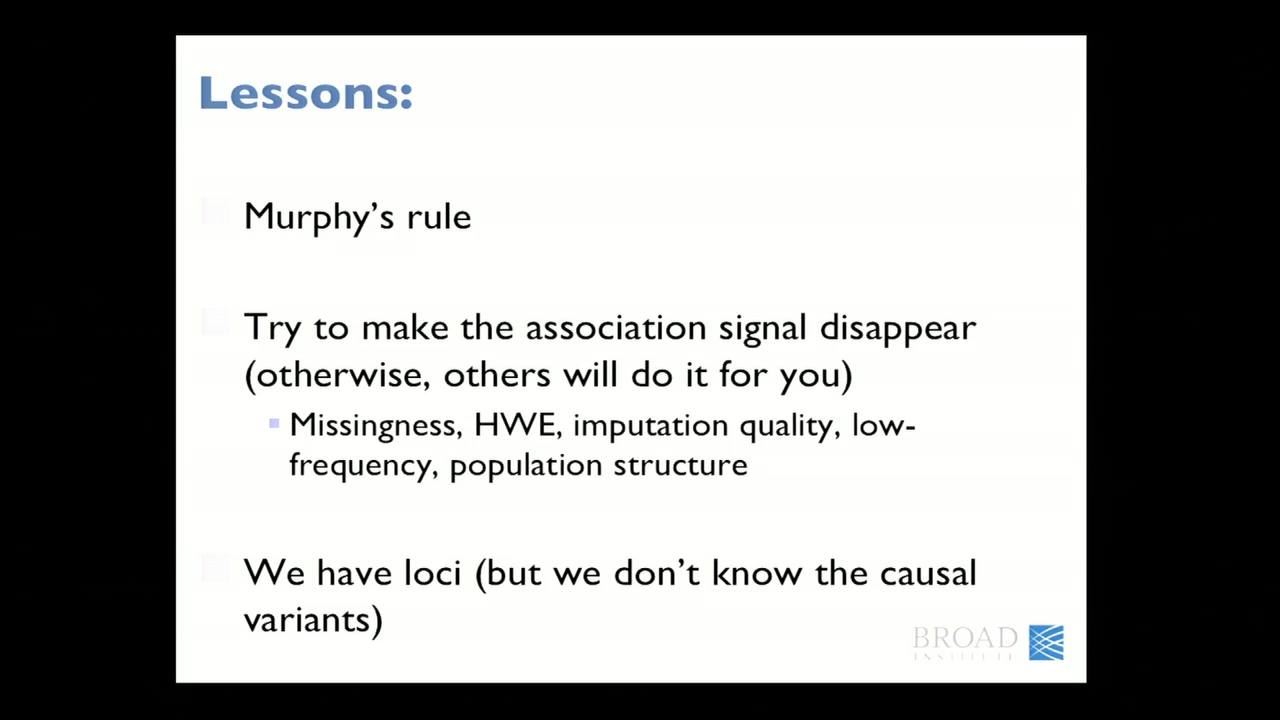 Lessons:
Murphy's rule
Try to make the association signal disappear
(otherwise, others will do it for you)
Missingness, HWE, imputation quality, low-
frequency, population structure
We have loci (but we don't know the causal
variants)
BROAD
INSTITUTE